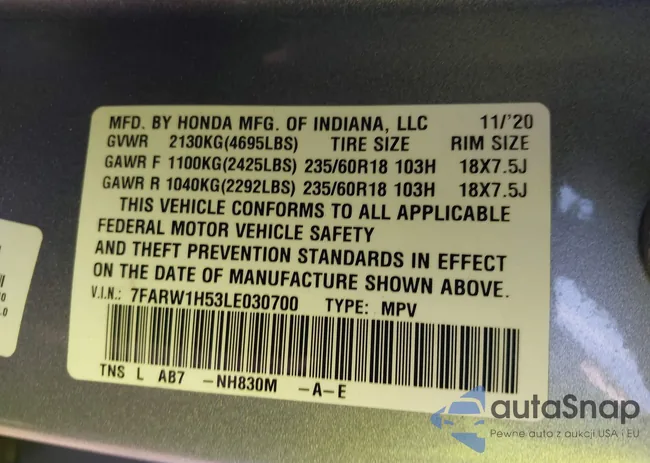 MFD. BY HONDA MFG. OF INDIANA, LLC 11/'20
GVWR 2130KG(4695LBS) TIRE SIZE RIM SIZE
GAWR F 1100KG(2425LBS) 235/60R18 103H 18X7.5J
GAWR R 1040KG(2292LBS) 235/60R18 103H 18X7.5J
THIS VEHICLE CONFORMS TO ALL APPLICABLE
FEDERAL MOTOR VEHICLE SAFETY
AND THEFT PREVENTION STANDARDS IN EFFECT
ON THE DATE OF MANUFACTURE SHOWN ABOVE.
V.I.N.: 7FARW1H53LE030700 TYPE: MPV
TNS L AB7 -NH830M -A-E
autoSnap
Pewne auto z aukcji USA i EU